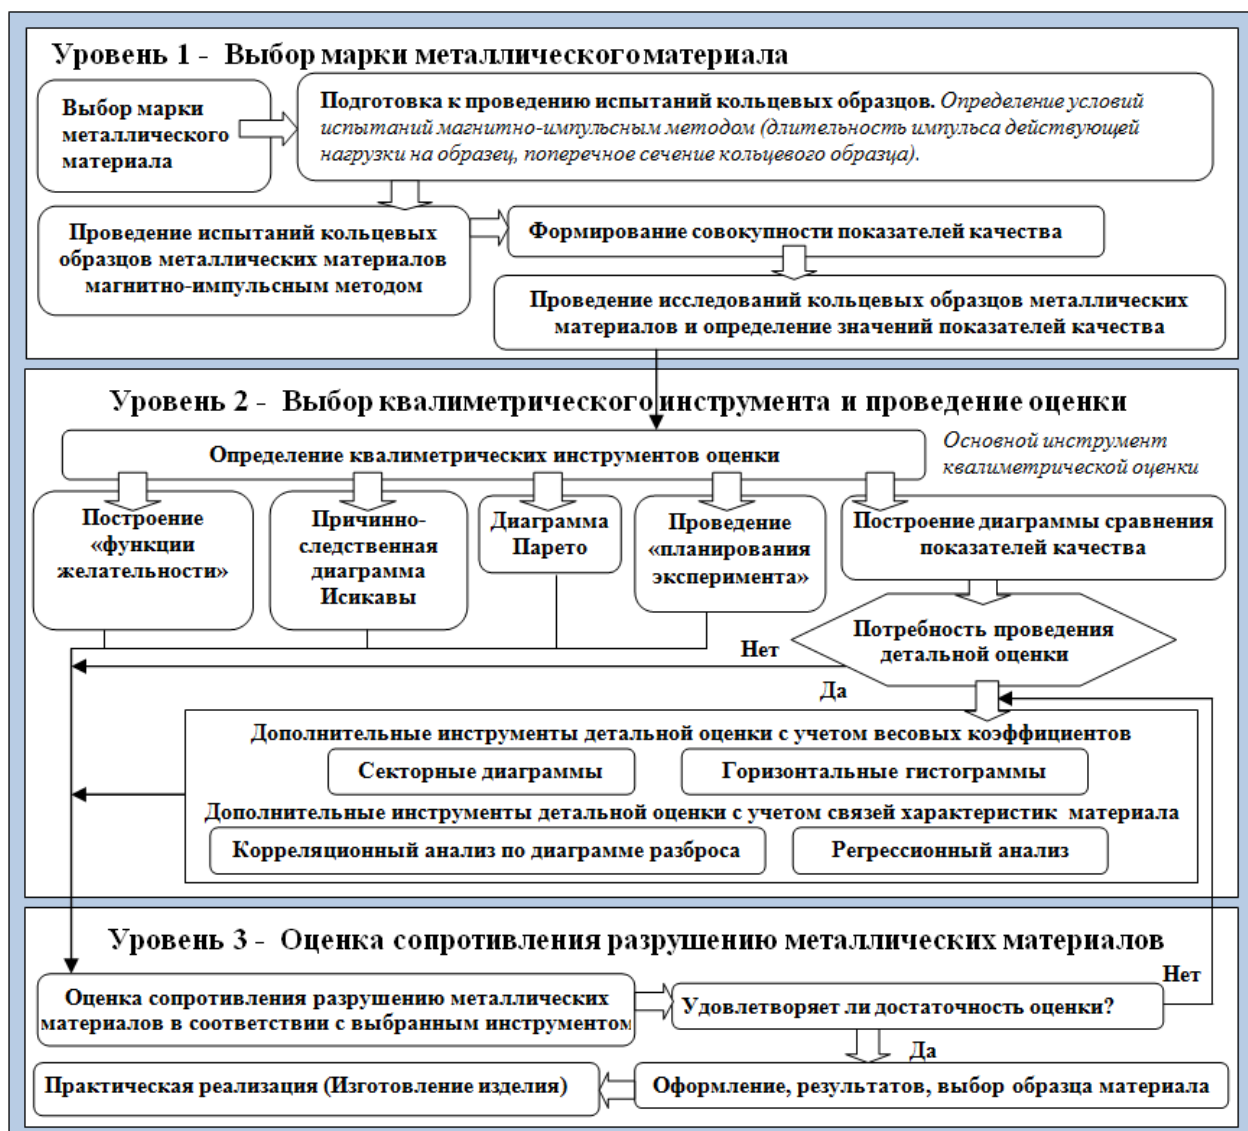 Уровень 1 - Выбор марки металлического материала
Выбор марки
металлического
материала
Подготовка к проведению испытаний кольцевых образцов. Определение условий
испытаний магнитно-импульсным методом (длительность импульса действующей
нагрузки на образец, поперечное сечение кольцевого образца).
Проведение испытаний кольцевых
образцов металлических материалов
магнитно-импульсным методом
Формирование совокупности показателей качества
Проведение исследований кольцевых образцов металлических
материалов и определение значений показателей качества
Уровень 2 - Выбор квалиметрического инструмента и проведение оценки
Определение квалиметрических инструментов оценки
Основной инструмент
квалиметрической оценки
Построение
«функции
желательности»
Причинно-
следственная
диаграмма
Исикавы
Диаграмма
Парето
Проведение
«планирования
эксперимента»
Построение диаграммы сравнения
показателей качества
Потребность проведения
детальной оценки
Нет
Да
Дополнительные инструменты детальной оценки с учетом весовых коэффициентов
Секторные диаграммы
Горизонтальные гистограммы
Дополнительные инструменты детальной оценки с учетом связей характеристик материала
Корреляционный анализ по диаграмме разброса
Регрессионный анализ
Уровень 3 - Оценка сопротивления разрушению металлических материалов
Оценка сопротивления разрушению металлических
материалов в соответствии с выбранным инструментом
Удовлетворяет ли достаточность оценки?
Нет
Да
Практическая реализация (Изготовление изделия)
Оформление, результатов, выбор образца материала